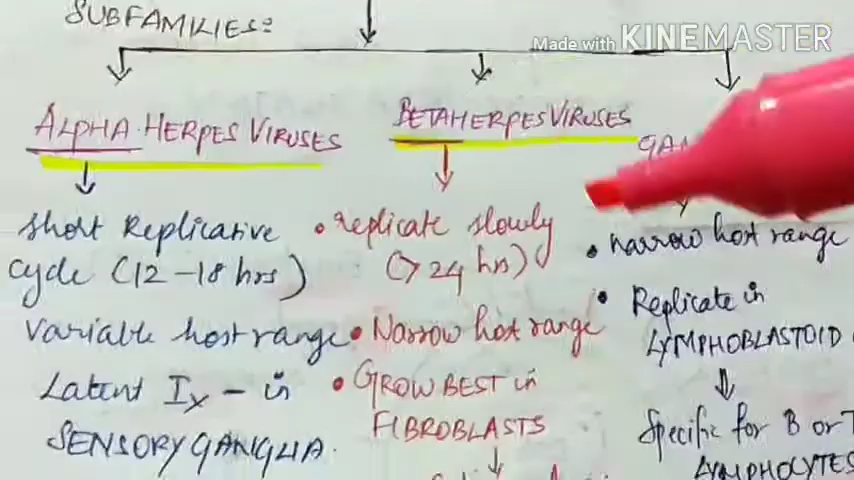 SUBFAMILIES:
Made with KINEMASTER
ALPHA-HERPES VIRUSES
Short Replicative
cycle (12-18 hrs)
Variable host range
Latent Ix - in
SENSORY GANGLIA.
BETAHERPESVIRUSES
• replicate slowly
(>24 hs)
• Narrow host range
• GROW BEST in
FIBROBLASTS
• narrow host range
• Replicate in
LYMPHOBLASTOID
Specific for B or T
LYMPHOCYTES